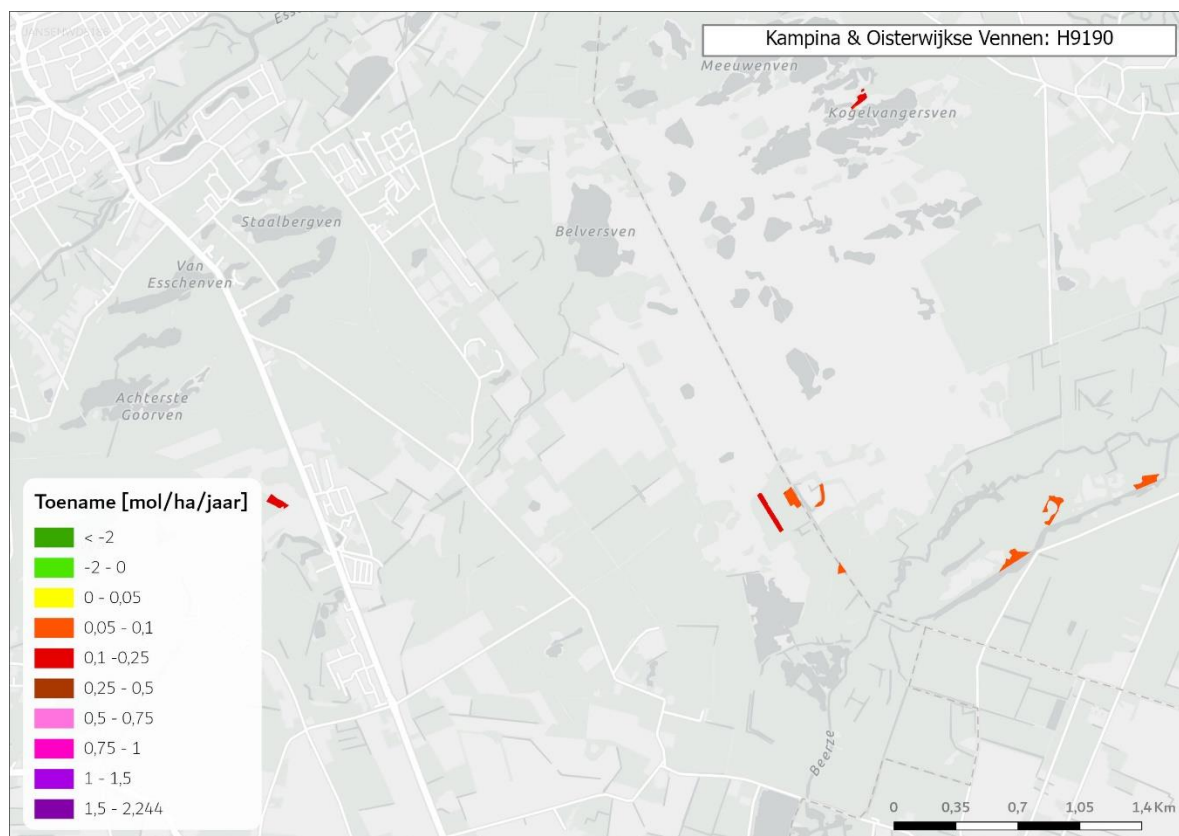 Kampina & Oisterwijkse Vennen: H9190
Meeuwenven
Kogelvangersven
Staalbergven
Belversven
Van
Esschenven
Achterste
Goorven
Beerze
Toename [mol/ha/jaar]
< -2
-2 - 0
0 - 0,05
0,05 - 0,1
0,1 -0,25
0,25 - 0,5
0,5 - 0,75
0,75 - 1
1 - 1,5
1,5 - 2,244
0 0,35 0,7 1,05 1,4 Km